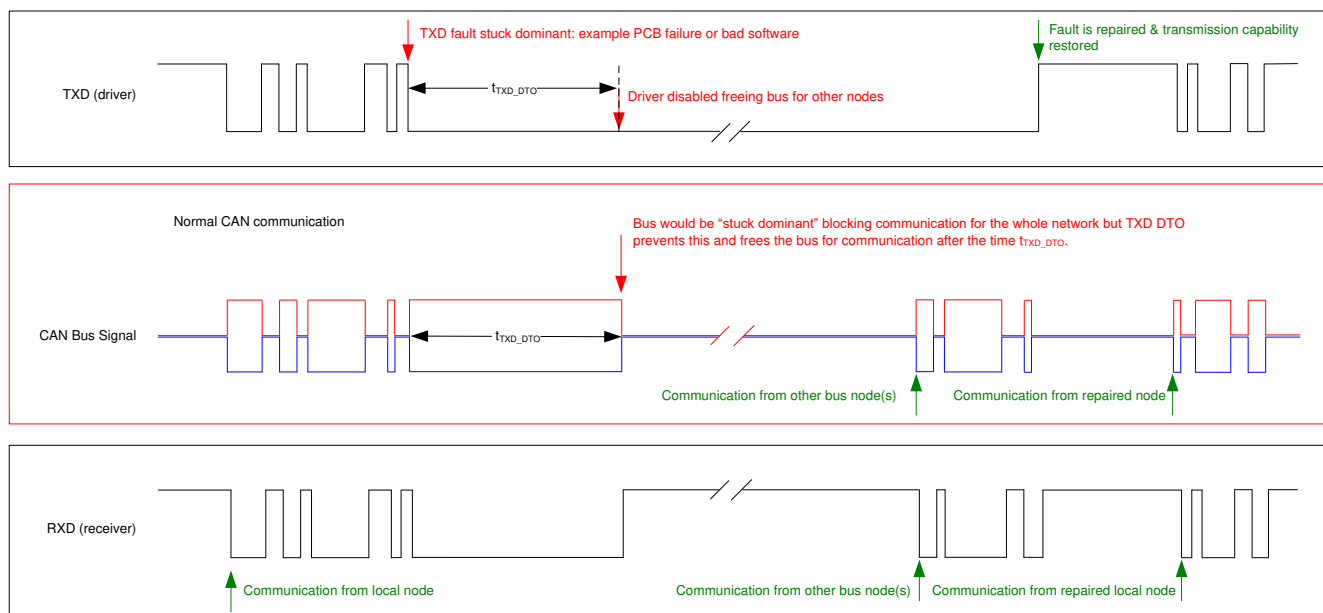 TXD fault stuck dominant: example PCB failure or bad software
Fault is repaired & transmission capability
restored
TXD (driver)
tTXD_DTO
Driver disabled freeing bus for other nodes
Normal CAN communication
Bus would be “stuck dominant” blocking communication for the whole network but TXD DTO
prevents this and frees the bus for communication after the time tTXD_DTO.
CAN Bus Signal
tTXD_DTO
Communication from other bus node(s)
Communication from repaired node
RXD (receiver)
Communication from local node
Communication from other bus node(s)
Communication from repaired local node